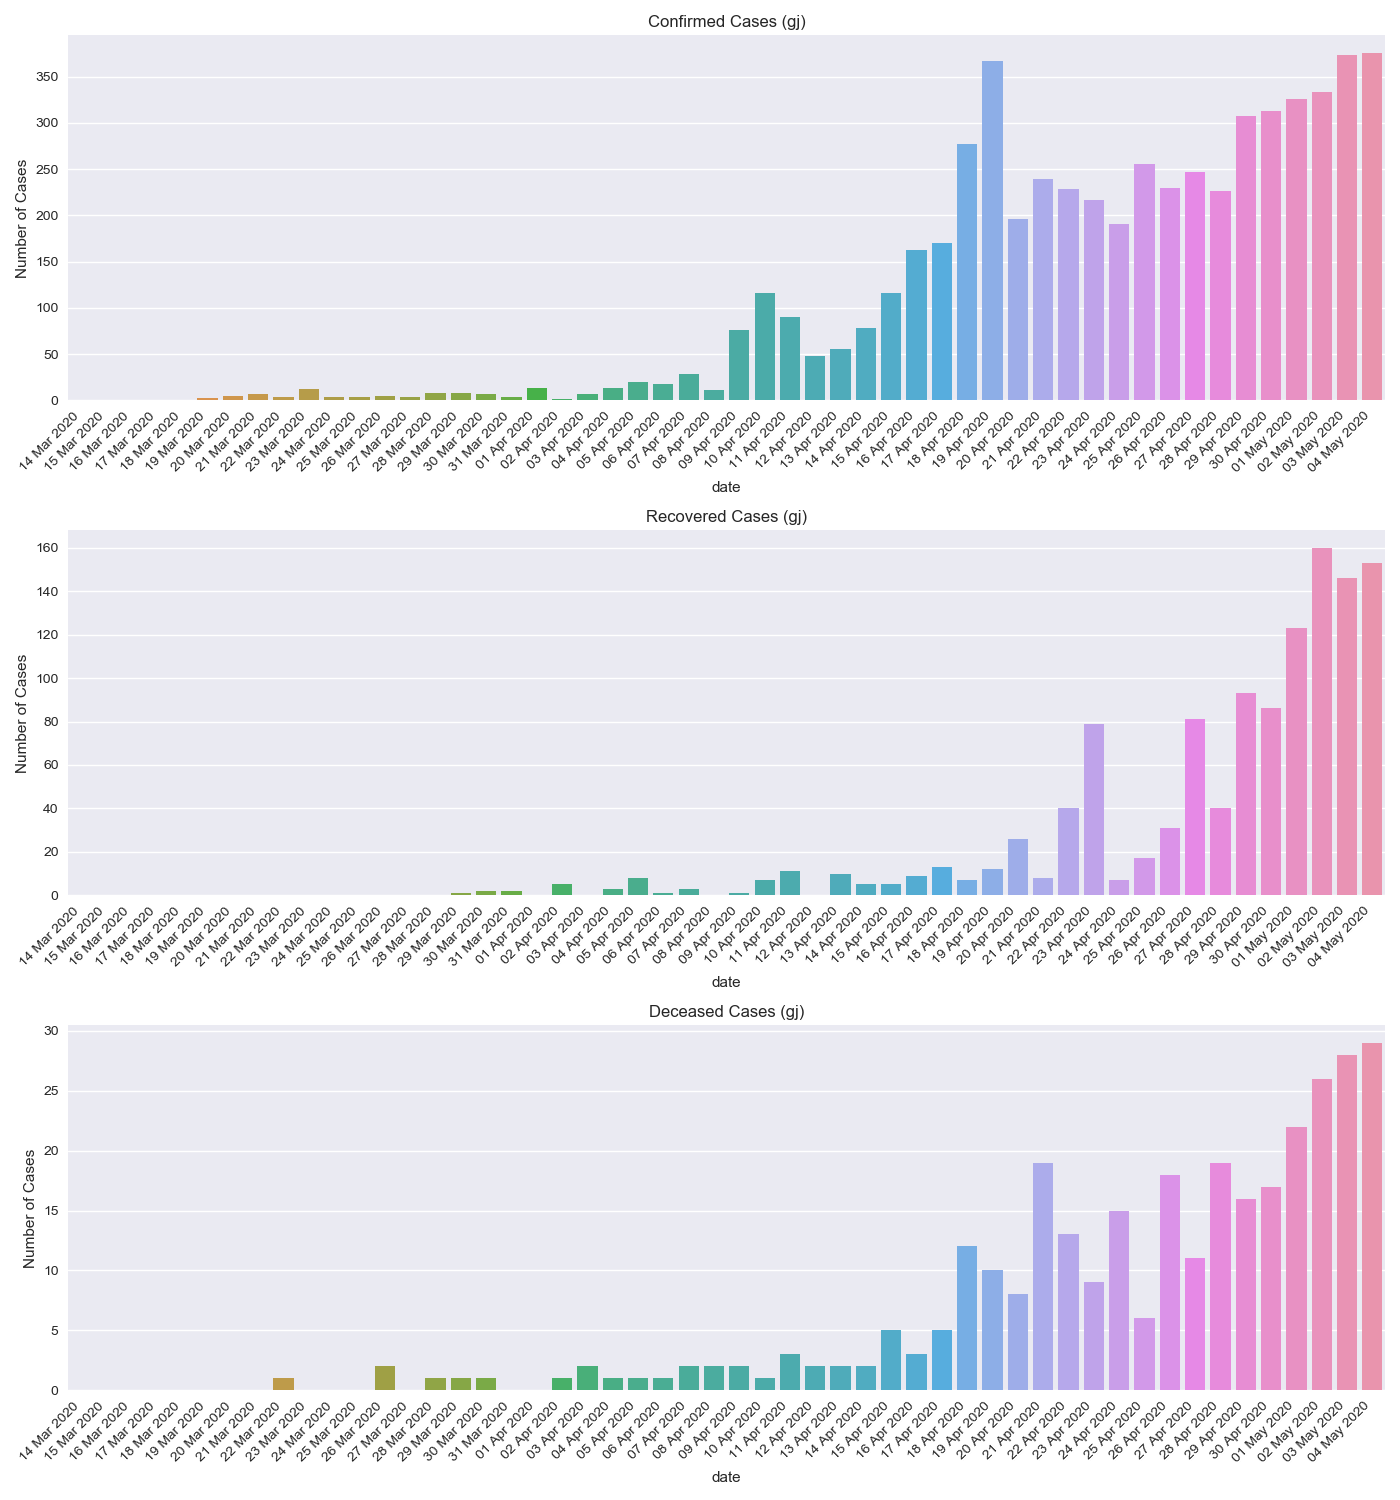 Confirmed Cases (gj)
350
300
250
200
150
100
50
0
Number of Cases
14 Mar 2020
15 Mar 2020
16 Mar 2020
17 Mar 2020
18 Mar 2020
19 Mar 2020
20 Mar 2020
21 Mar 2020
22 Mar 2020
23 Mar 2020
24 Mar 2020
25 Mar 2020
26 Mar 2020
27 Mar 2020
28 Mar 2020
29 Mar 2020
30 Mar 2020
31 Mar 2020
01 Apr 2020
02 Apr 2020
03 Apr 2020
04 Apr 2020
05 Apr 2020
06 Apr 2020
07 Apr 2020
08 Apr 2020
09 Apr 2020
10 Apr 2020
11 Apr 2020
12 Apr 2020
13 Apr 2020
14 Apr 2020
15 Apr 2020
16 Apr 2020
17 Apr 2020
18 Apr 2020
19 Apr 2020
20 Apr 2020
21 Apr 2020
22 Apr 2020
23 Apr 2020
24 Apr 2020
25 Apr 2020
26 Apr 2020
27 Apr 2020
28 Apr 2020
29 Apr 2020
30 Apr 2020
01 May 2020
02 May 2020
03 May 2020
04 May 2020
date
Recovered Cases (gj)
160
140
120
100
80
60
40
20
0
Number of Cases
14 Mar 2020
15 Mar 2020
16 Mar 2020
17 Mar 2020
18 Mar 2020
19 Mar 2020
20 Mar 2020
21 Mar 2020
22 Mar 2020
23 Mar 2020
24 Mar 2020
25 Mar 2020
26 Mar 2020
27 Mar 2020
28 Mar 2020
29 Mar 2020
30 Mar 2020
31 Mar 2020
01 Apr 2020
02 Apr 2020
03 Apr 2020
04 Apr 2020
05 Apr 2020
06 Apr 2020
07 Apr 2020
08 Apr 2020
09 Apr 2020
10 Apr 2020
11 Apr 2020
12 Apr 2020
13 Apr 2020
14 Apr 2020
15 Apr 2020
16 Apr 2020
17 Apr 2020
18 Apr 2020
19 Apr 2020
20 Apr 2020
21 Apr 2020
22 Apr 2020
23 Apr 2020
24 Apr 2020
25 Apr 2020
26 Apr 2020
27 Apr 2020
28 Apr 2020
29 Apr 2020
30 Apr 2020
01 May 2020
02 May 2020
03 May 2020
04 May 2020
date
Deceased Cases (gj)
30
25
20
15
10
5
0
Number of Cases
14 Mar 2020
15 Mar 2020
16 Mar 2020
17 Mar 2020
18 Mar 2020
19 Mar 2020
20 Mar 2020
21 Mar 2020
22 Mar 2020
23 Mar 2020
24 Mar 2020
25 Mar 2020
26 Mar 2020
27 Mar 2020
28 Mar 2020
29 Mar 2020
30 Mar 2020
31 Mar 2020
01 Apr 2020
02 Apr 2020
03 Apr 2020
04 Apr 2020
05 Apr 2020
06 Apr 2020
07 Apr 2020
08 Apr 2020
09 Apr 2020
10 Apr 2020
11 Apr 2020
12 Apr 2020
13 Apr 2020
14 Apr 2020
15 Apr 2020
16 Apr 2020
17 Apr 2020
18 Apr 2020
19 Apr 2020
20 Apr 2020
21 Apr 2020
22 Apr 2020
23 Apr 2020
24 Apr 2020
25 Apr 2020
26 Apr 2020
27 Apr 2020
28 Apr 2020
29 Apr 2020
30 Apr 2020
01 May 2020
02 May 2020
03 May 2020
04 May 2020
date